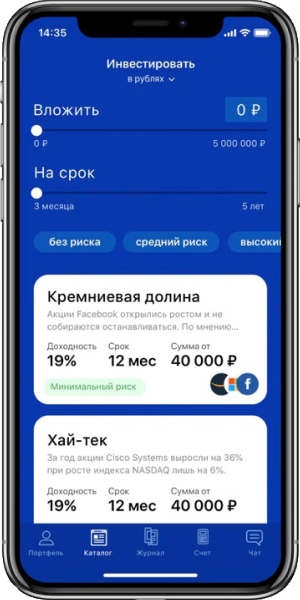 14:35
Инвестировать
в рублях
Вложить
0 ₽
0 ₽
5 000 000 ₽
На срок
3 месяца
5 лет
без риска
средний риск
высокий
Кремниевая долина
Акции Facebook открылись ростом и не
собираются останавливаться. По мнению...
Доходность
Срок
Сумма от
19%
12 мес
40 000 ₽
Минимальный риск
f
Хай-тек
За год акции Cisco Systems выросли на 36%
при росте индекса NASDAQ лишь на 6%.
Доходность
Срок
Сумма от
19%
12 мес
40 000 ₽
Портфель
Каталог
Журнал
Счет
Чат